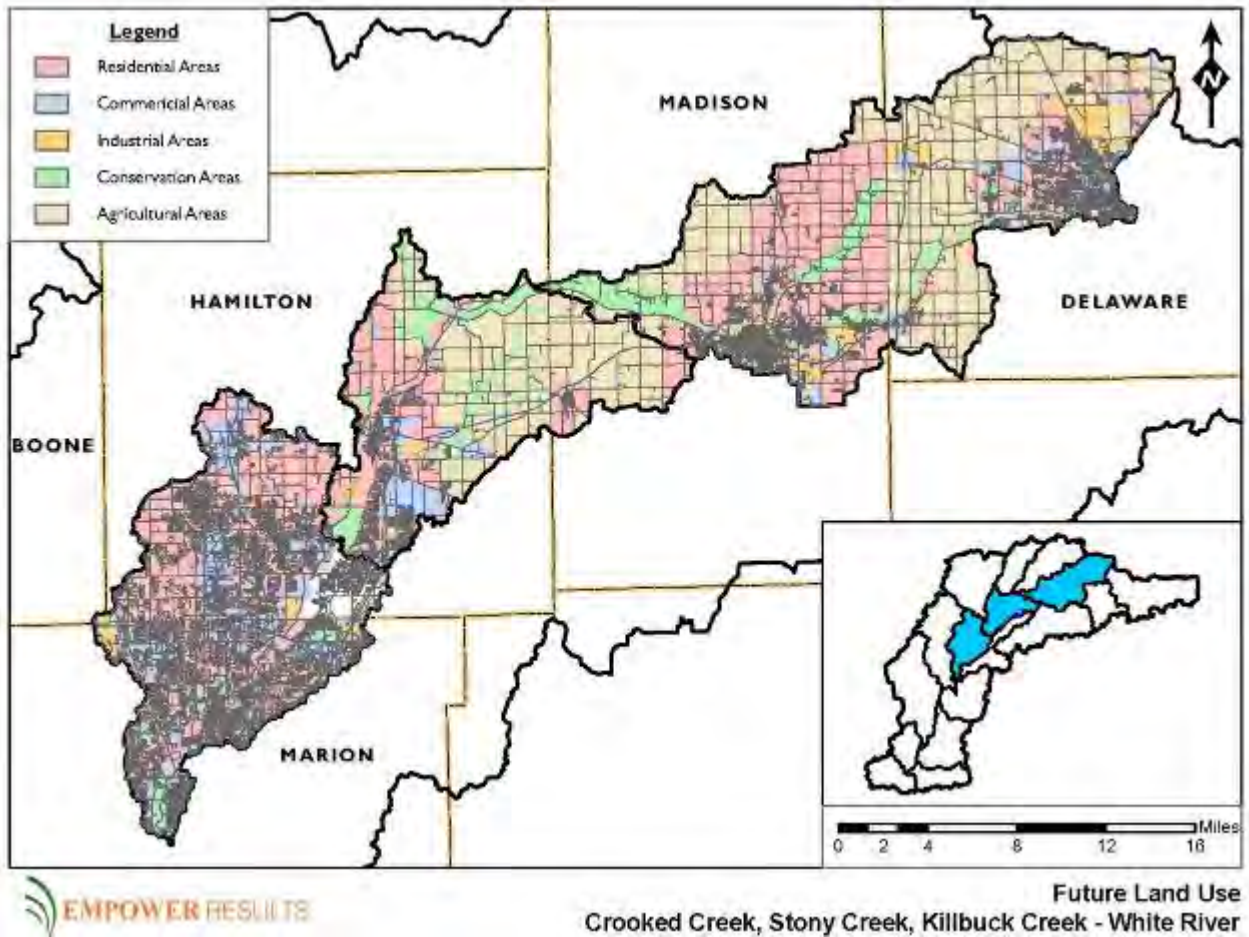 Legend
Residential Areas
Commericial Areas
Industrial Areas
Conservation Areas
Agricultural Areas
N
MADISON
HAMILTON
DELAWARE
BOONE
MARION
Miles
0 2 4 8 12 16
EMPOWER RESULTS
Future Land Use
Crooked Creek, Stony Creek, Killbuck Creek - White River